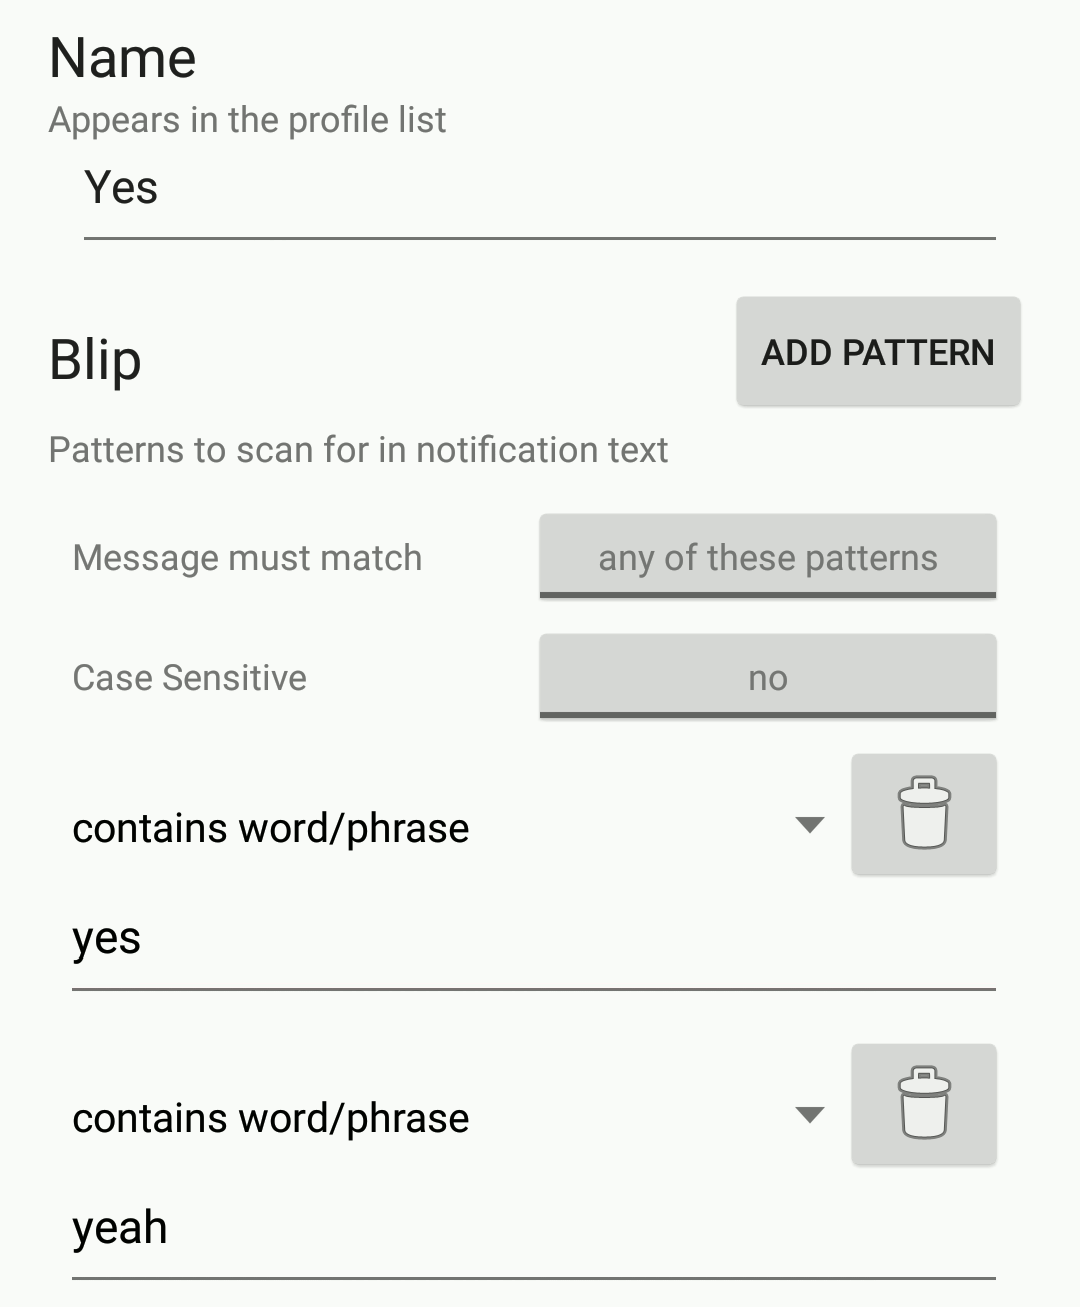 Name
Appears in the profile list
Yes
Blip
ADD PATTERN
Patterns to scan for in notification text
Message must match
any of these patterns
Case Sensitive
no
contains word/phrase
yes
contains word/phrase
yeah